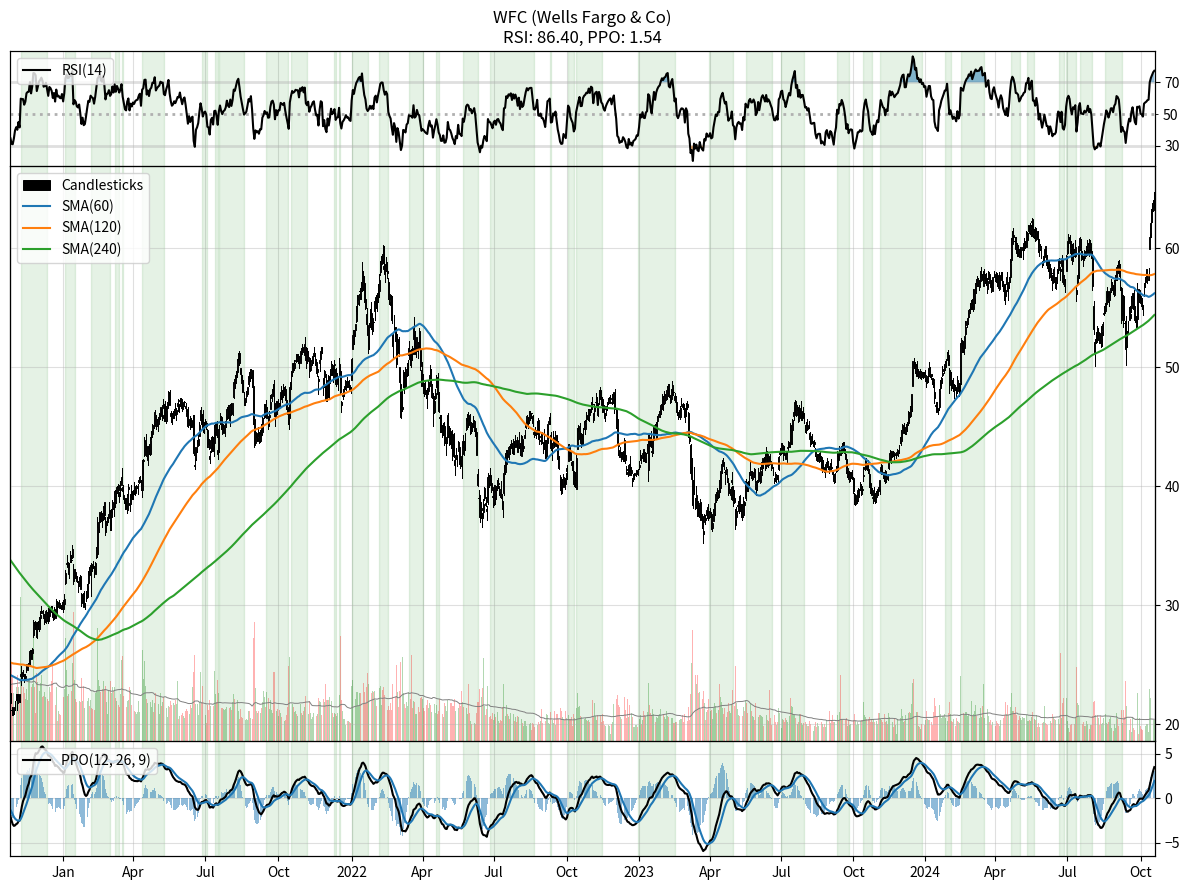 WFC (Wells Fargo & Co)
RSI: 86.40, PPO: 1.54
RSI(14)
70
50
30
Candlesticks
SMA(60)
SMA(120)
SMA(240)
60
50
40
30
20
PPO(12, 26, 9)
5
0
−5
Jan Apr Jul Oct 2022 Apr Jul Oct 2023 Apr Jul Oct 2024 Apr Jul Oct